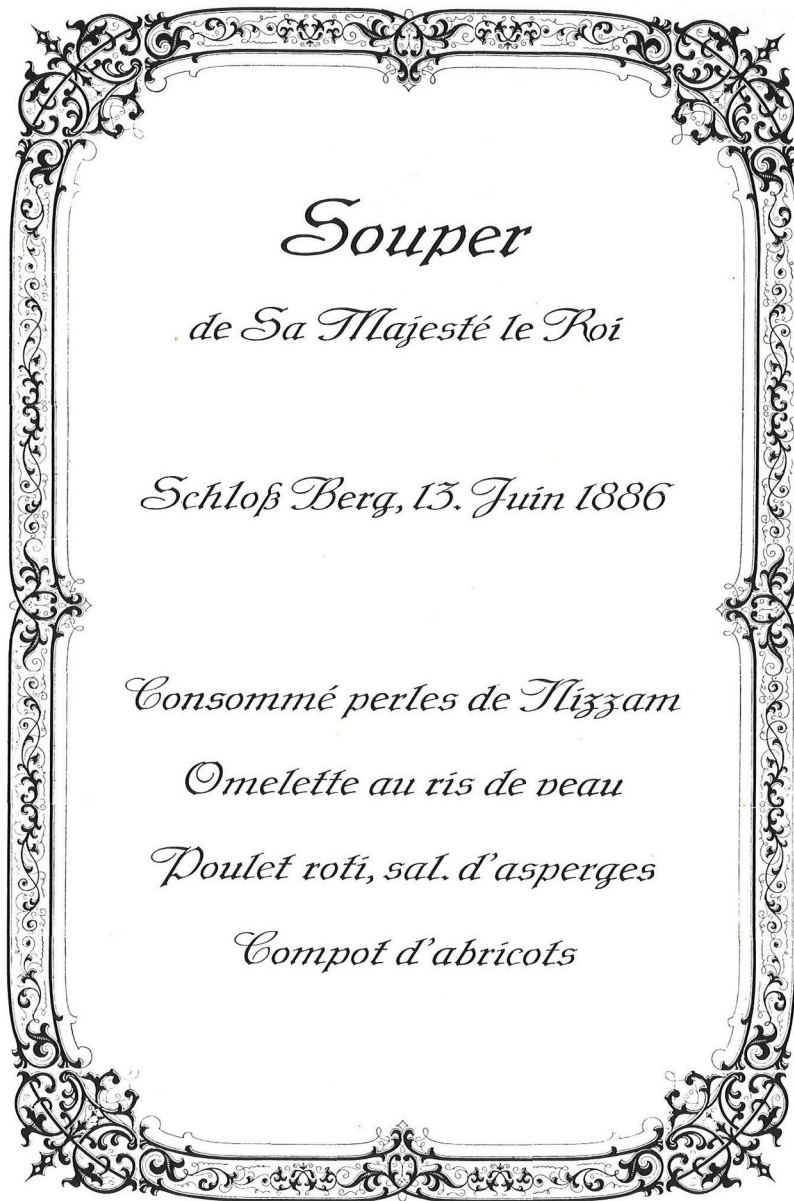 Souper
de Sa Majesté le Roi
Schloß Berg, 13. Juin 1886
Consommé perles de Nizzam
Omelette au ris de veau
Poulet roti, sal. d'asperges
Compot d'abricots